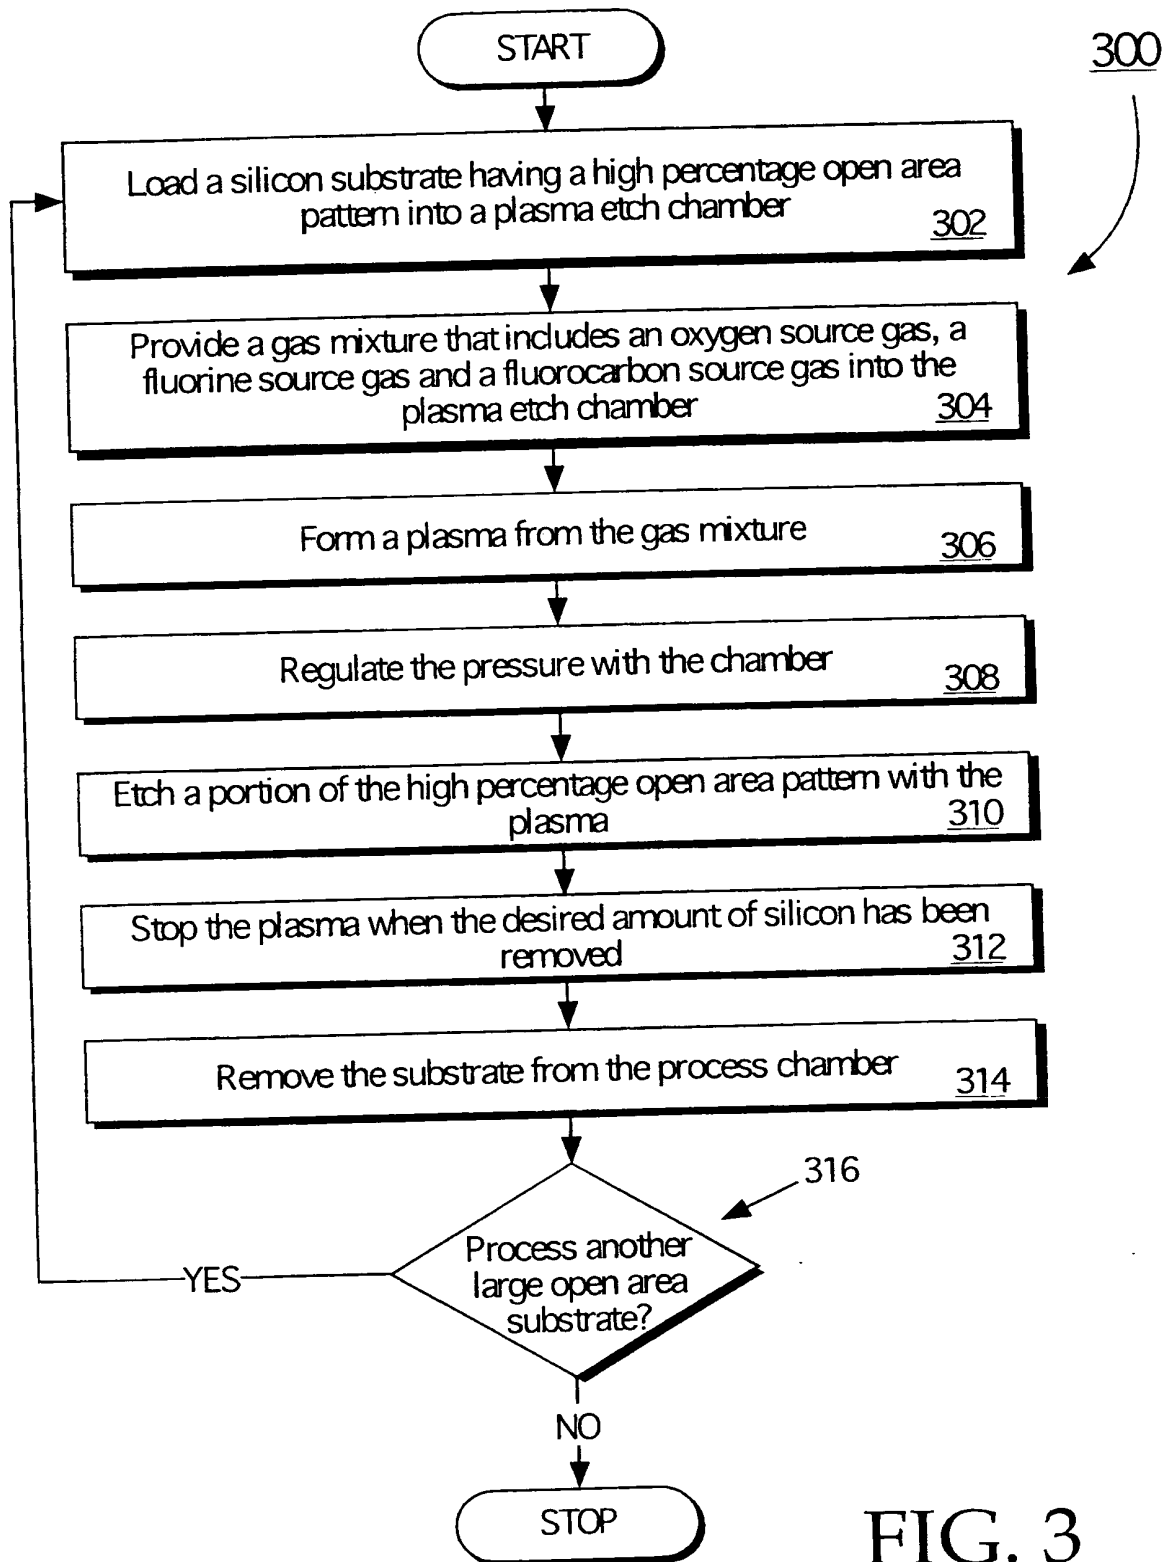 START
300
Load a silicon substrate having a high percentage open area
pattern into a plasma etch chamber
302
Provide a gas mixture that includes an oxygen source gas, a
fluorine source gas and a fluorocarbon source gas into the
plasma etch chamber
304
Form a plasma from the gas mixture
306
Regulate the pressure with the chamber
308
Etch a portion of the high percentage open area pattern with the
plasma
310
Stop the plasma when the desired amount of silicon has been
removed
312
Remove the substrate from the process chamber
314
316
Process another
large open area
substrate?
YES
NO
STOP
FIG. 3